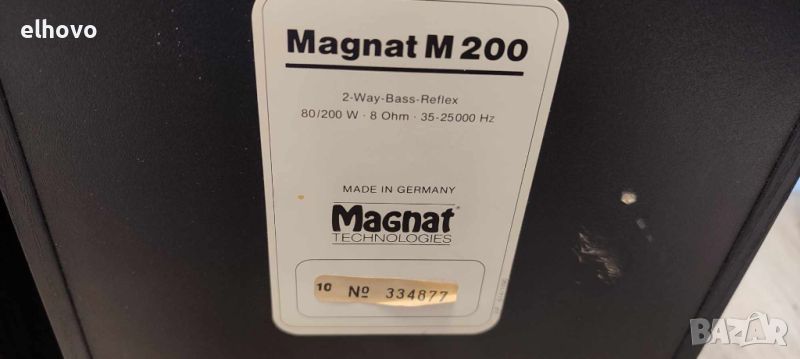 elhovo
Magnat M 200
2-Way-Bass-Reflex
80/200 W · 8 Ohm · 35-25000 Hz
MADE IN GERMANY
Magnat®
TECHNOLOGIES
10 Nº 334877
BAZAR